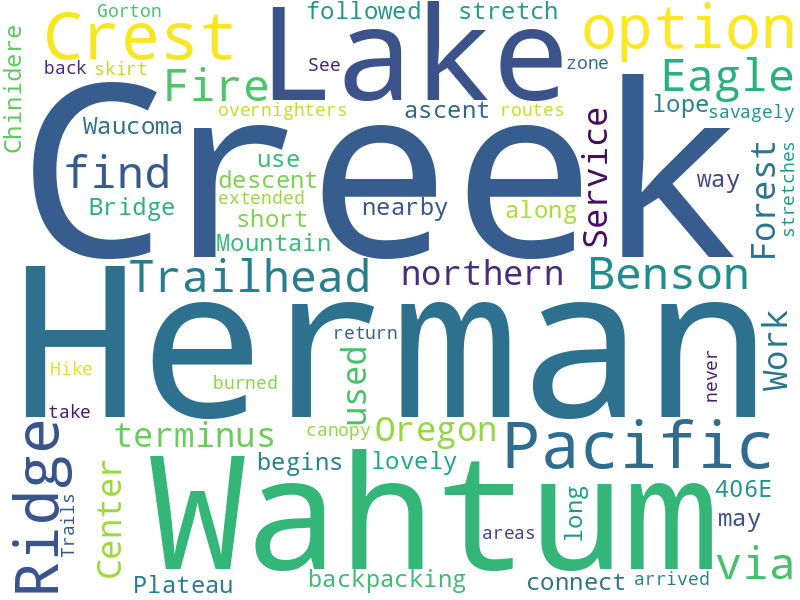 Gorton
followed
stretch
Crest
Lake
option
Chinidere
back
skirt
See
zone
Fire
Eagle
overnighters
ascent
routes
lope
savagely
Creek
Waucoma
find
use
descent
extended
Bridge
short
nearby
along
Service
way
Forest
stretches
Mountain
Trailhead
northern
Benson
Herman
return
Hike
burned
used
never
Work
take
terminus
canopy
Oregon
Pacific
Ridge
Trails
Center
Wahtum
begins
lovely
long
406E
areas
may
via
Plateau
backpacking
connect
arrived